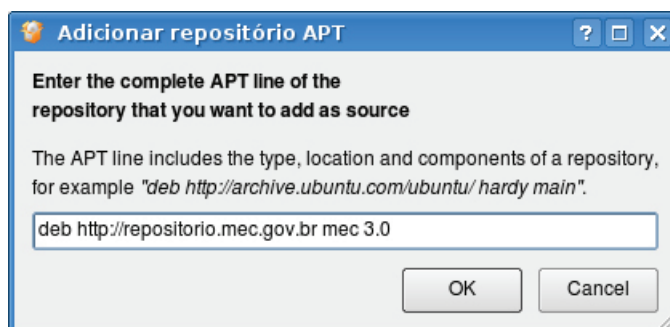 Adicionar repositório APT
Enter the complete APT line of the
repository that you want to add as source
The APT line includes the type, location and components of a repository,
for example "deb http://archive.ubuntu.com/ubuntu/ hardy main".
deb http://repositorio.mec.gov.br mec 3.0
OK Cancel